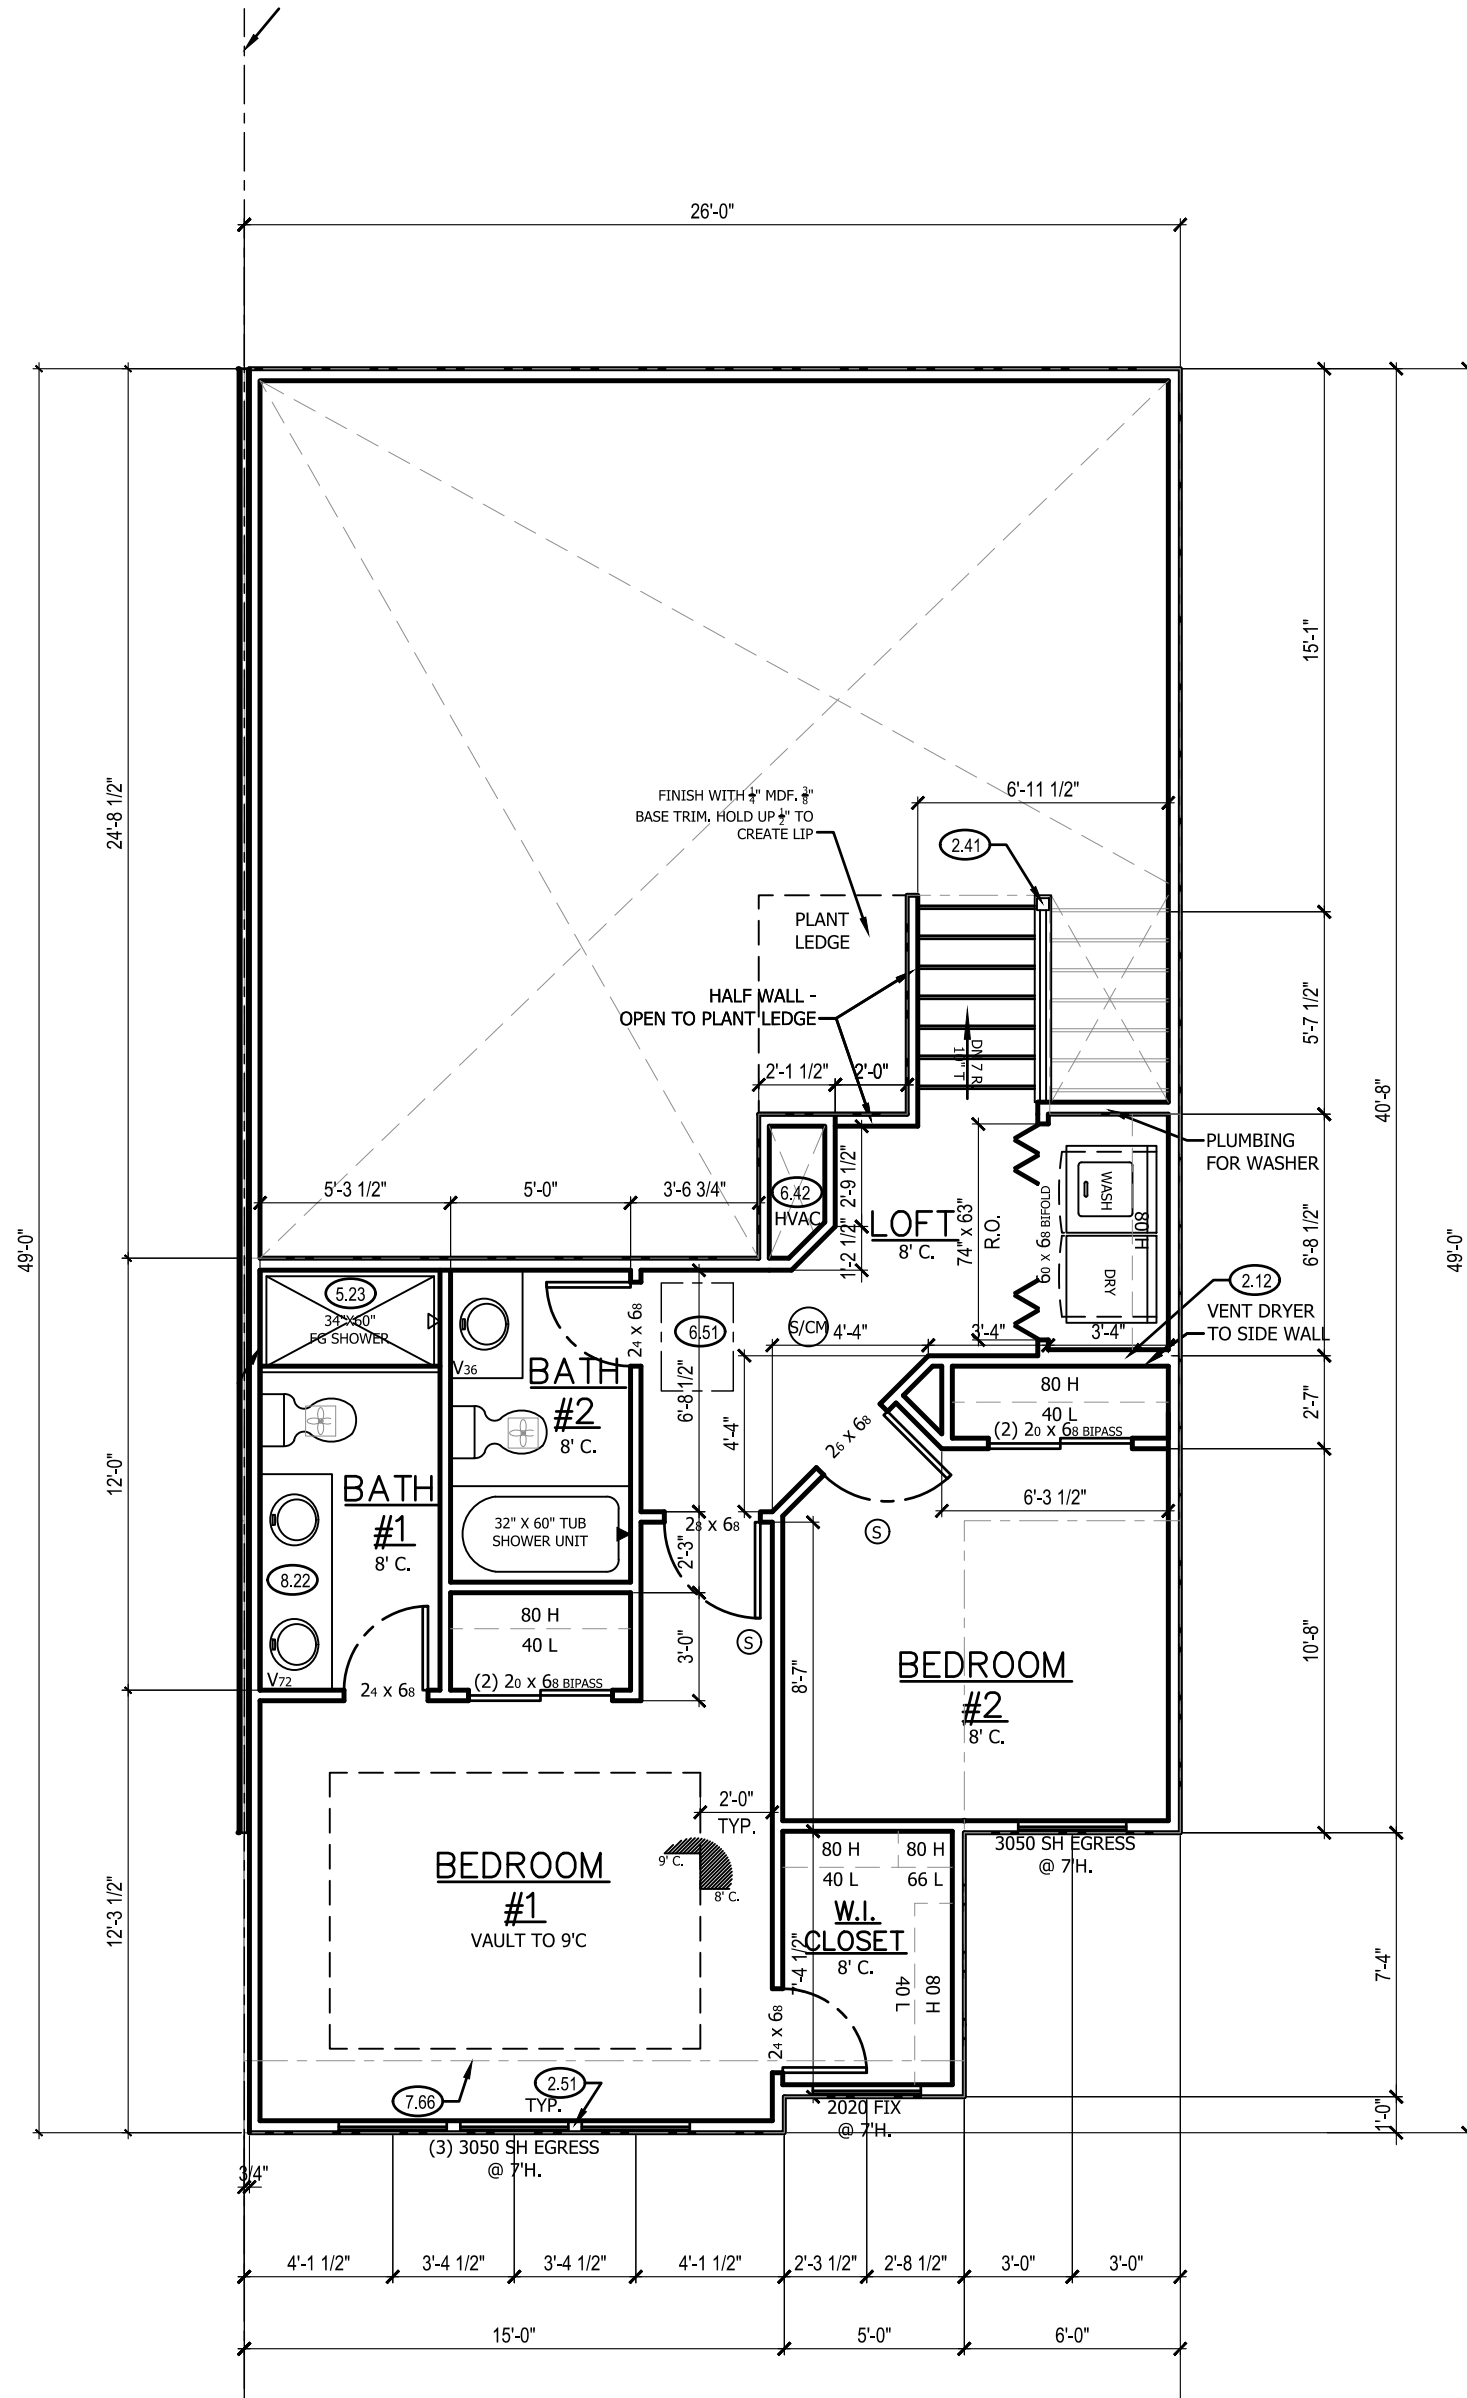 26'-0"
49'-0"
24'-8 1/2"
12'-0"
12'-3 1/2"
15'-1"
5'-7 1/2"
6'-8 1/2"
2'-7"
10'-8"
40'-8"
7'-4"
1'-0"
49'-0"
FINISH WITH 1/4" MDF. 3/8"
BASE TRIM. HOLD UP 1/2" TO
CREATE LIP
6'-11 1/2"
2.41
PLANT
LEDGE
HALF WALL -
OPEN TO PLANT LEDGE
DN 7 R.
10" T
2'-1 1/2"
2'-0"
PLUMBING
FOR WASHER
5'-3 1/2"
5'-0"
3'-6 3/4"
6.42
HVAC
2'-9 1/2"
1'-2 1/2"
LOFT
8' C.
74" x 63"
R.O.
60 x 68 BIFOLD
WASH
DRY
80 H
2.12
VENT DRYER
TO SIDE WALL
5.23
34"X60"
FG SHOWER
V36
24 x 68
6.51
S/CM
4'-4"
3'-4"
3'-4"
BATH
#2
8' C.
6'-8 1/2"
4'-4"
80 H
40 L
(2) 20 x 68 BIPASS
26 x 68
6'-3 1/2"
BATH
#1
8' C.
32" X 60" TUB
SHOWER UNIT
28 x 68
2'-3"
S
8.22
S
80 H
40 L
(2) 20 x 68 BIPASS
3'-0"
8'-7"
V72
24 x 68
BEDROOM
#2
8' C.
2'-0"
TYP.
9' C.
8' C.
BEDROOM
#1
VAULT TO 9'C
80 H
40 L
80 H
66 L
3050 SH EGRESS
@ 7'H.
W.I.
CLOSET
8' C.
7'-4 1/2"
80 H
40 L
24 x 68
7.66
2.51
TYP.
2020 FIX
@ 7'H.
(3) 3050 SH EGRESS
@ 7'H.
3/4"
4'-1 1/2"
3'-4 1/2"
3'-4 1/2"
4'-1 1/2"
2'-3 1/2"
2'-8 1/2"
3'-0"
3'-0"
15'-0"
5'-0"
6'-0"